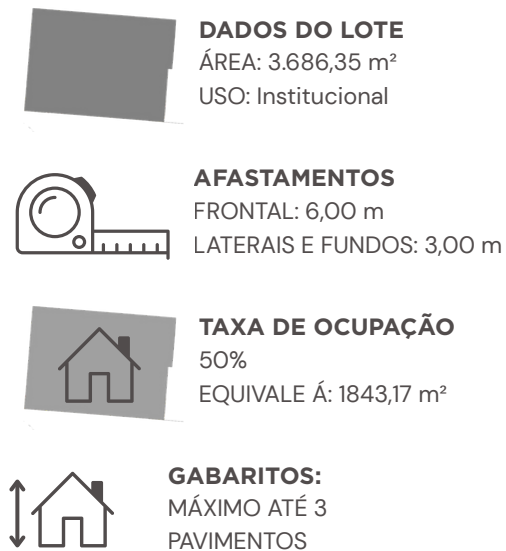 DADOS DO LOTE
ÁREA: 3.686,35 m²
USO: Institucional
AFASTAMENTOS
FRONTAL: 6,00 m
LATERAIS E FUNDOS: 3,00 m
TAXA DE OCUPAÇÃO
50%
EQUIVALE Á: 1843,17 m²
GABARITOS:
MÁXIMO ATÉ 3
PAVIMENTOS